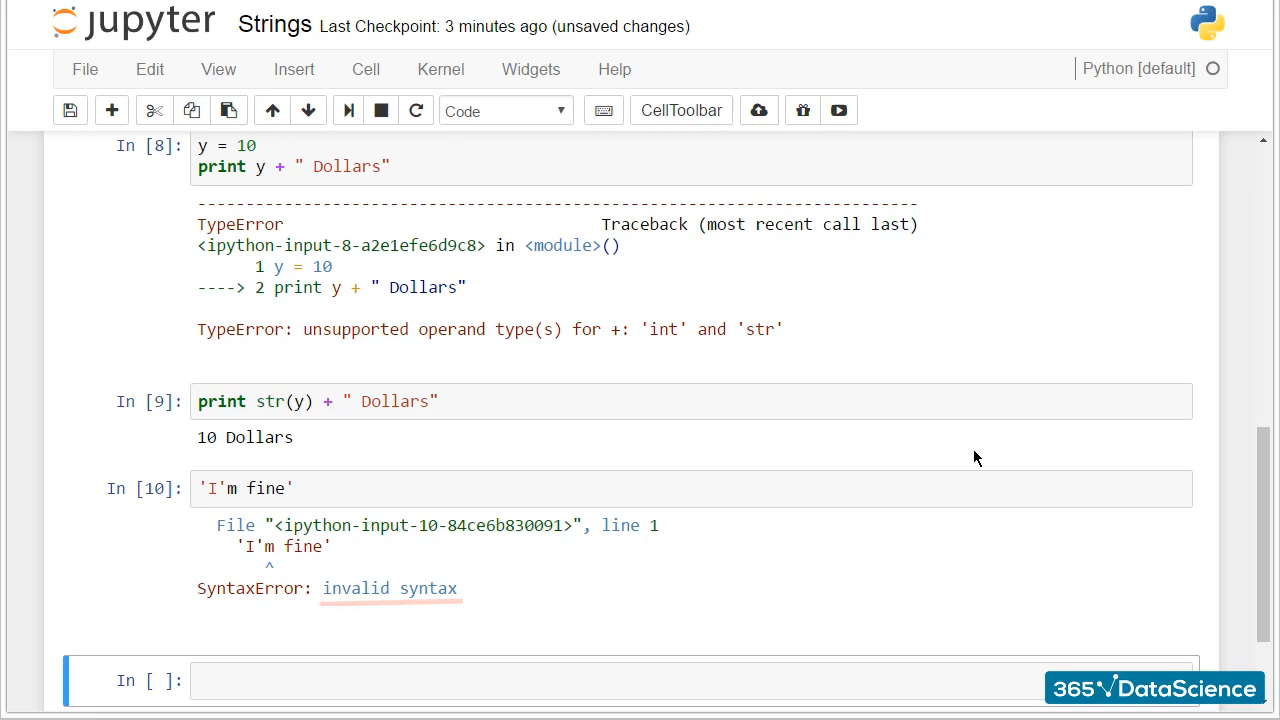 jupyter Strings Last Checkpoint: 3 minutes ago (unsaved changes)
File Edit View Insert Cell Kernel Widgets Help Python [default]
Code CellToolbar
In [8]: y = 10
print y + " Dollars"
---------------------------------------------------------------------------
TypeError Traceback (most recent call last)
<ipython-input-8-a2e1efe6d9c8> in <module>()
1 y = 10
----> 2 print y + " Dollars"
TypeError: unsupported operand type(s) for +: 'int' and 'str'
In [9]: print str(y) + " Dollars"
10 Dollars
In [10]: 'I'm fine'
File "<ipython-input-10-84ce6b830091>", line 1
'I'm fine'
^
SyntaxError: invalid syntax
In [ ]:
365 DataScience